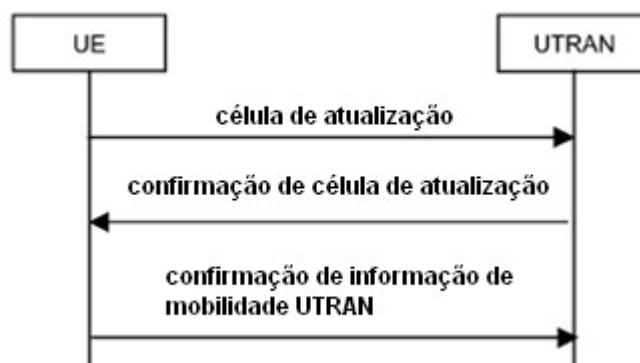 UE
UTRAN
célula de atualização
confirmação de célula de atualização
confirmação de informação de
mobilidade UTRAN